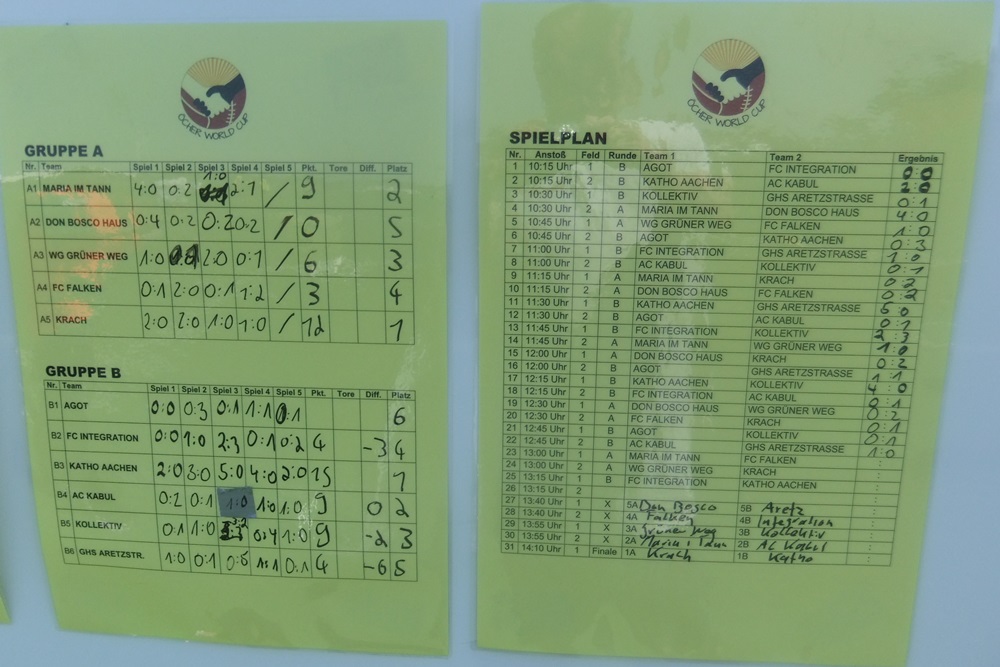 ÖCHER WORLD CUP
GRUPPE A
Nr. Team Spiel 1 Spiel 2 Spiel 3 Spiel 4 Spiel 5 Pkt. Tore Diff. Platz
A1 MARIA IM TANN 4:0 0:2 1:0 2:1 / 9 2
A2 DON BOSCO HAUS 0:4 0:2 0:2 0:2 / 0 5
A3 WG GRÜNER WEG 1:0 2:0 0:1 / 6 3
A4 FC FALKEN 0:1 2:0 0:1 1:2 / 3 4
A5 KRACH 2:0 2:0 1:0 1:0 / 12 1
GRUPPE B
Nr. Team Spiel 1 Spiel 2 Spiel 3 Spiel 4 Spiel 5 Pkt. Tore Diff. Platz
B1 AGOT 0:0 0:3 0:1 1:1 0:1 6
B2 FC INTEGRATION 0:0 1:0 2:3 0:1 0:2 4 -3 4
B3 KATHO AACHEN 2:0 3:0 5:0 4:0 2:0 15 1
B4 AC KABUL 0:2 0:1 1:0 1:0 1:0 9 0 2
B5 KOLLEKTIV 0:1 1:0 3:2 0:4 1:0 9 -2 3
B6 GHS ARETZSTR. 1:0 0:1 0:5 1:1 0:1 4 -6 5
ÖCHER WORLD CUP
SPIELPLAN
Nr. Anstoß Feld Runde Team 1 Team 2 Ergebnis
1 10:15 Uhr 1 B AGOT FC INTEGRATION 0:0
2 10:15 Uhr 2 B KATHO AACHEN AC KABUL 2:0
3 10:30 Uhr 1 B KOLLEKTIV GHS ARETZSTRASSE 0:1
4 10:30 Uhr 2 A MARIA IM TANN DON BOSCO HAUS 4:0
5 10:45 Uhr 1 A WG GRÜNER WEG FC FALKEN 1:0
6 10:45 Uhr 2 B AGOT KATHO AACHEN 0:3
7 11:00 Uhr 1 B FC INTEGRATION GHS ARETZSTRASSE 1:0
8 11:00 Uhr 2 B AC KABUL KOLLEKTIV 0:1
9 11:15 Uhr 1 A MARIA IM TANN KRACH 0:2
10 11:15 Uhr 2 A DON BOSCO HAUS FC FALKEN 0:2
11 11:30 Uhr 1 B KATHO AACHEN GHS ARETZSTRASSE 5:0
12 11:30 Uhr 2 B AGOT AC KABUL 0:1
13 11:45 Uhr 1 B FC INTEGRATION KOLLEKTIV 2:3
14 11:45 Uhr 2 A MARIA IM TANN WG GRÜNER WEG 1:0
15 12:00 Uhr 1 A DON BOSCO HAUS KRACH 0:2
16 12:00 Uhr 2 B AGOT GHS ARETZSTRASSE 1:1
17 12:15 Uhr 1 B KATHO AACHEN KOLLEKTIV 4:0
18 12:15 Uhr 2 B FC INTEGRATION AC KABUL 0:1
19 12:30 Uhr 1 A DON BOSCO HAUS WG GRÜNER WEG 0:2
20 12:30 Uhr 2 A FC FALKEN KRACH 0:1
21 12:45 Uhr 1 B AGOT KOLLEKTIV 0:1
22 12:45 Uhr 2 B AC KABUL GHS ARETZSTRASSE 1:0
23 13:00 Uhr 1 A MARIA IM TANN FC FALKEN :
24 13:00 Uhr 2 A WG GRÜNER WEG KRACH :
25 13:15 Uhr 1 B FC INTEGRATION KATHO AACHEN :
26 13:15 Uhr 2
27 13:40 Uhr 1 X 5A Don Bosco 5B Aretz :
28 13:40 Uhr 2 X 4A Falken 4B Integration :
29 13:55 Uhr 1 X 3A Grüner Weg 3B Kollektiv :
30 13:55 Uhr 2 X 2A Maria i Tann 2B AC Kabul :
31 14:10 Uhr 1 Finale 1A Krach 1B Katho :